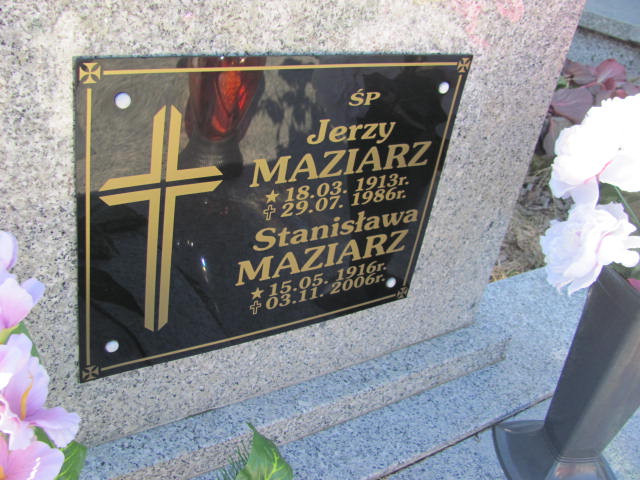 ŚP
Jerzy
MAZIARZ
★ 18.03. 1913r.
✝ 29.07. 1986r.
Stanisława
MAZIARZ
★ 15.05. 1916r.
✝ 03.11. 2006r.